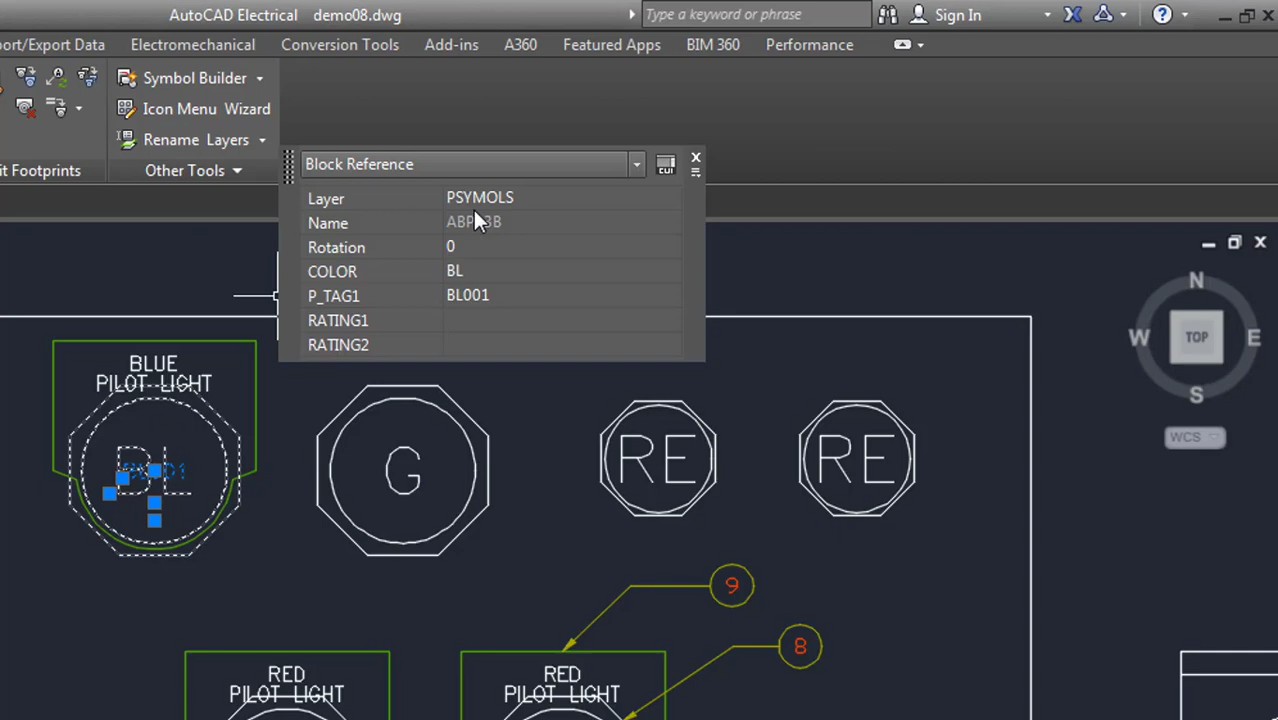 AutoCAD Electrical demo08.dwg
Type a keyword or phrase
Sign In
port/Export Data Electromechanical Conversion Tools Add-ins A360 Featured Apps BIM 360 Performance
Symbol Builder
Icon Menu Wizard
Rename Layers
it Footprints Other Tools
Block Reference
CUI
Layer PSYMOLS
Name
Rotation 0
COLOR BL
P_TAG1 BL001
RATING1
RATING2
N
W TOP E
S
WCS
BLUE
PILOT LIGHT
BL
G
RE
RE
9
8
RED
PILOT LIGHT
RED
PILOT LIGHT